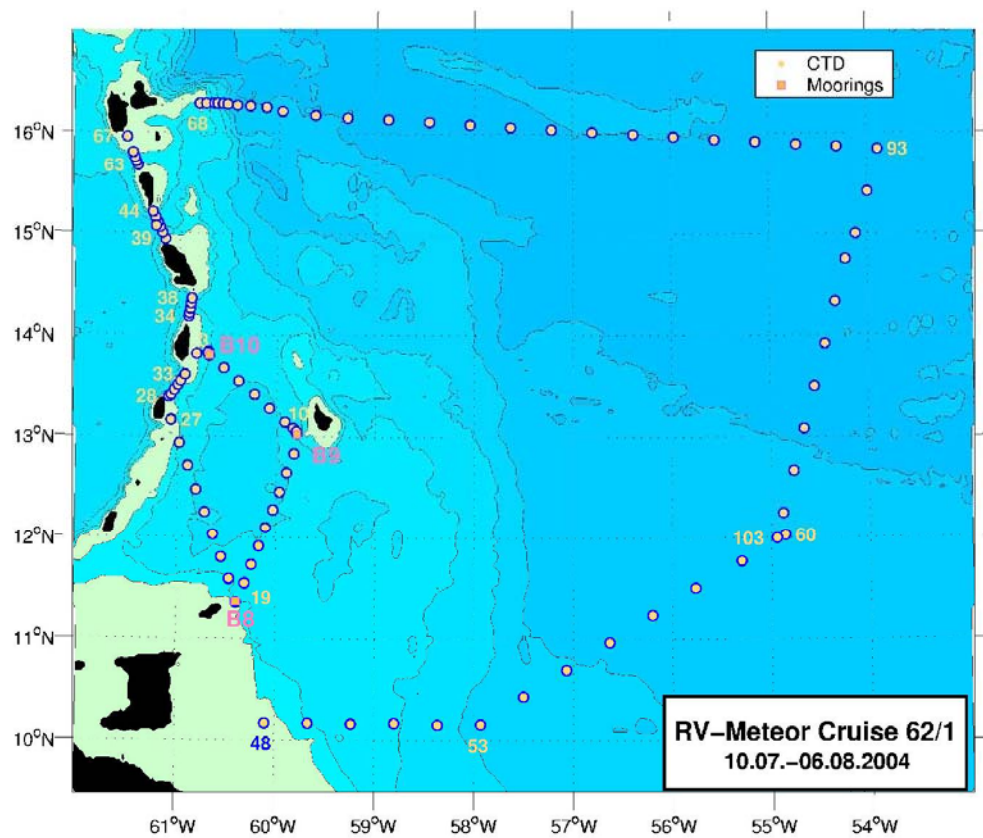 CTD
Moorings
16°N
67
68
93
63
44
39
15°N
38
34
14°N
B10
33
28
27
10
13°N
B9
12°N
103
60
19
B8
11°N
10°N
48
53
RV–Meteor Cruise 62/1
10.07.–06.08.2004
61°W
60°W
59°W
58°W
57°W
56°W
55°W
54°W